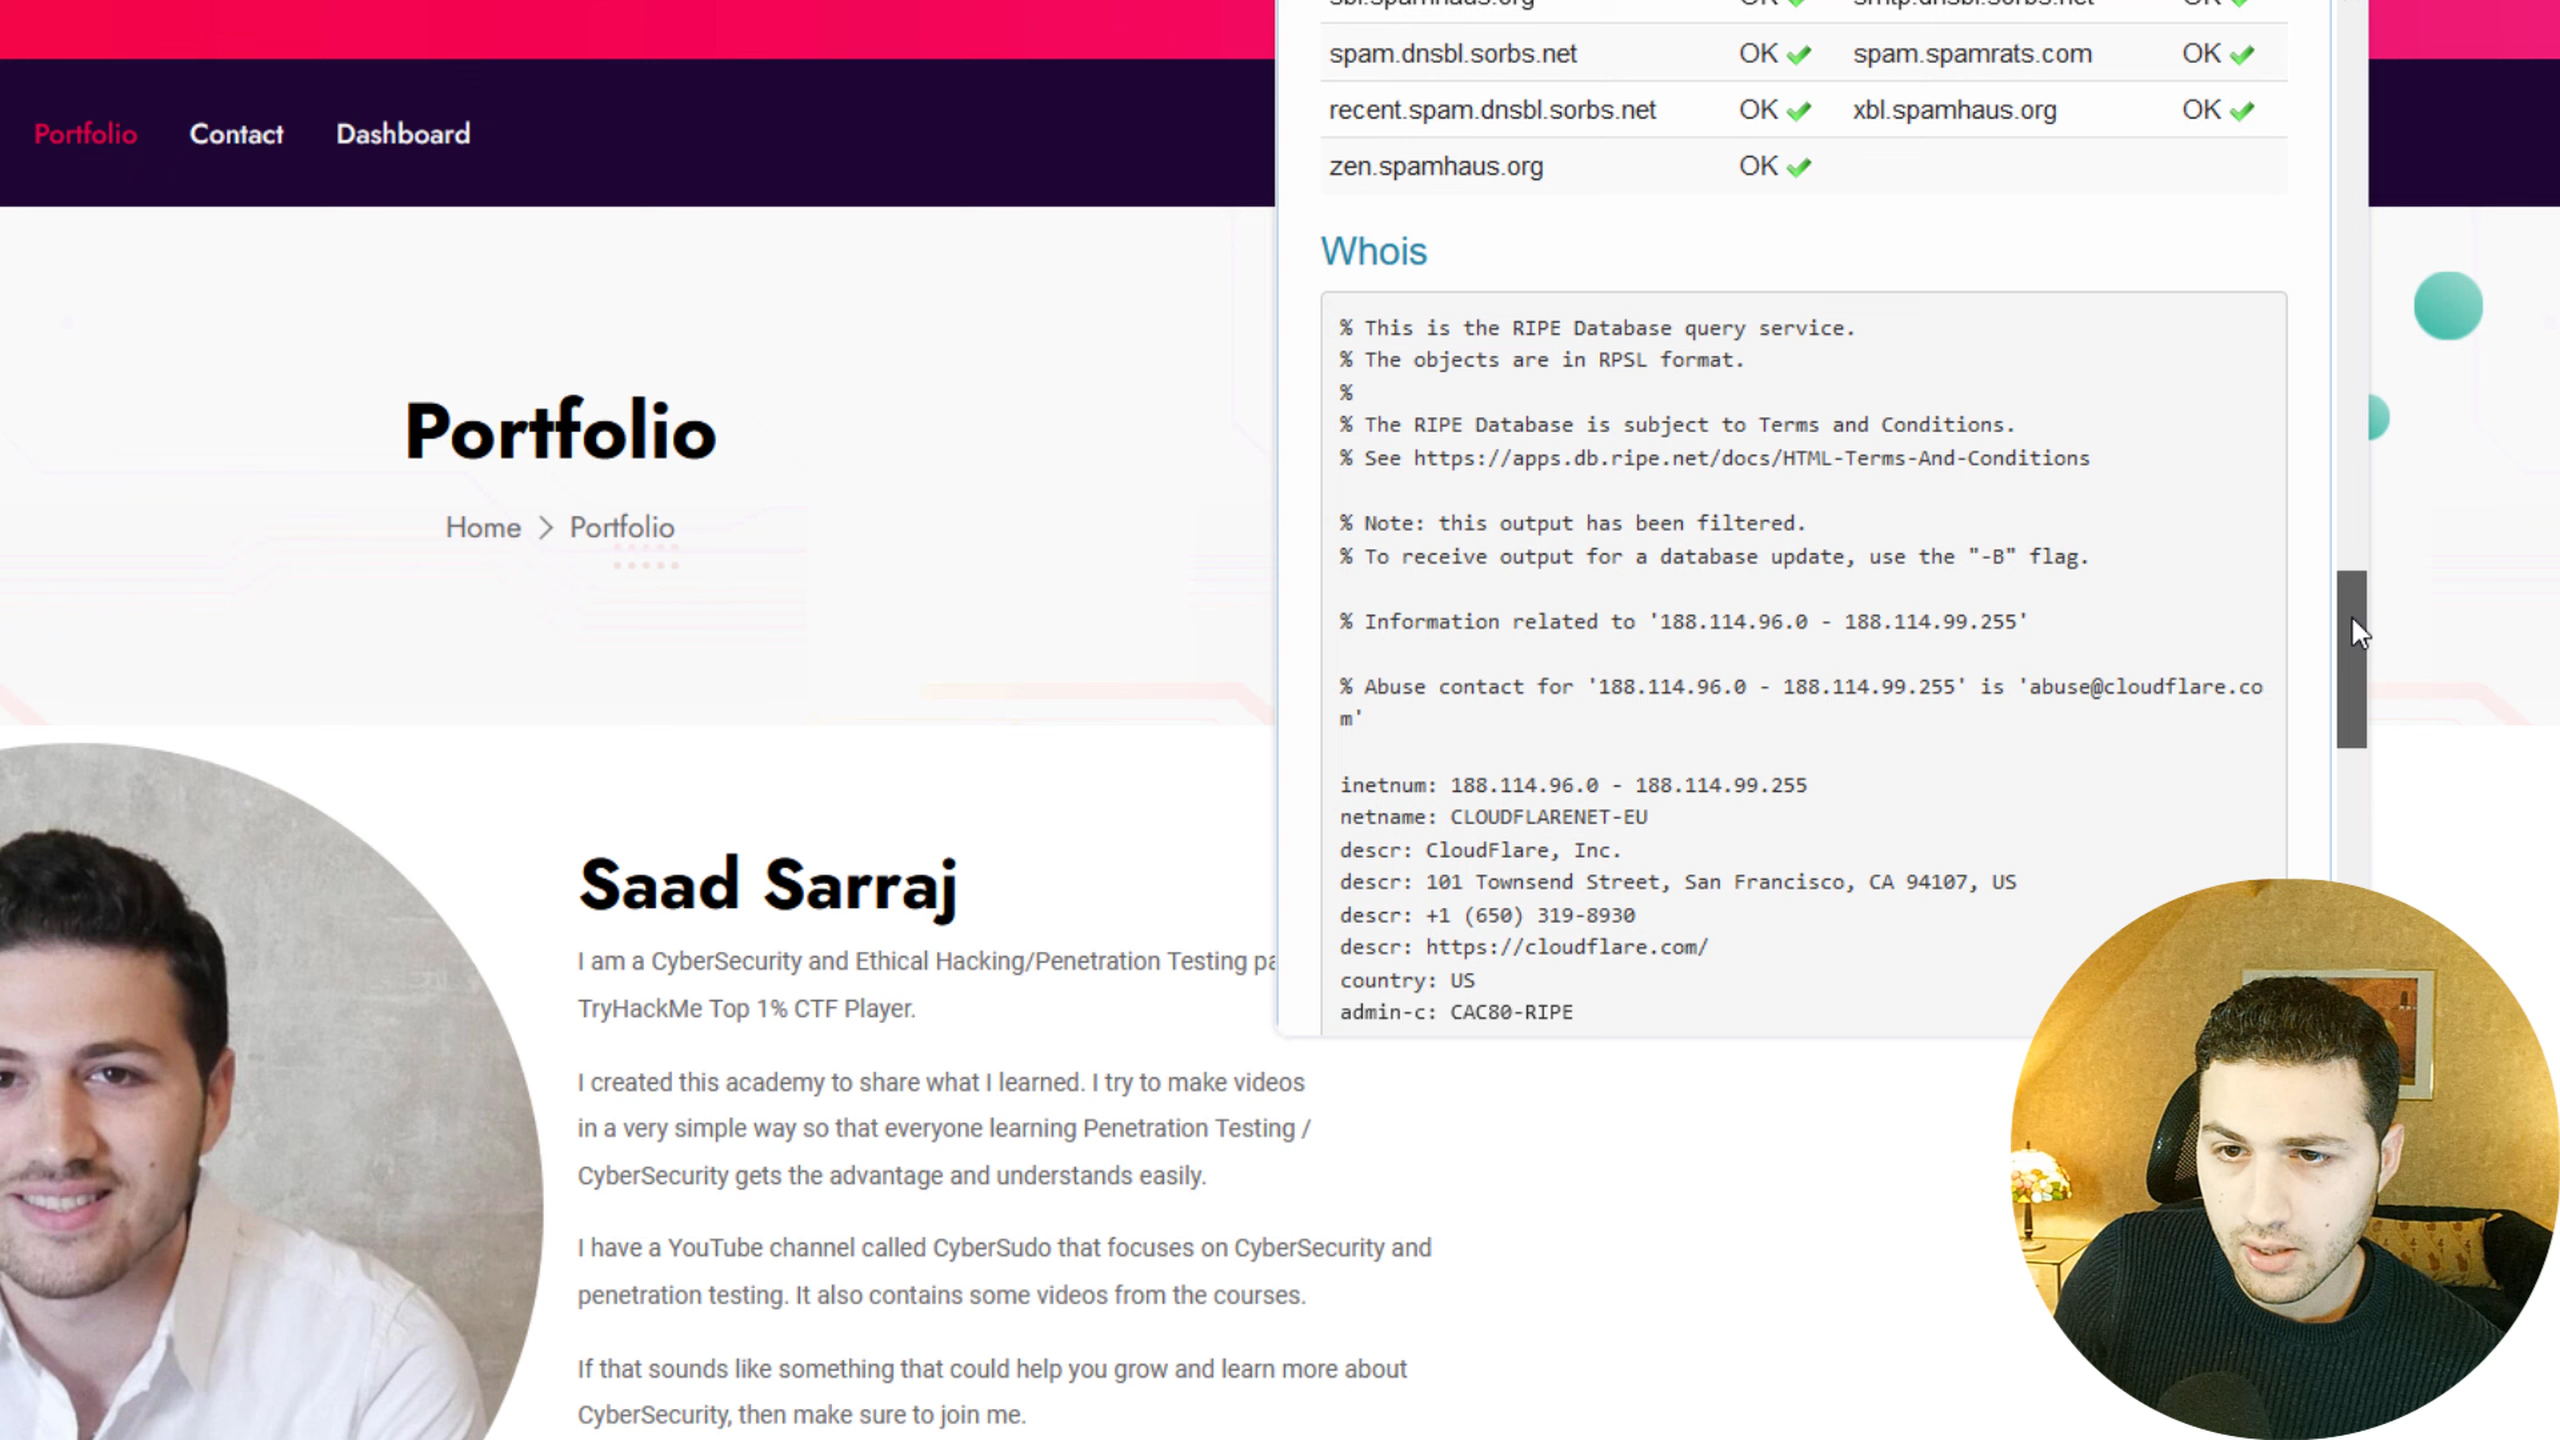 Portfolio
Contact
Dashboard
Portfolio
Home > Portfolio
Saad Sarraj
I am a CyberSecurity and Ethical Hacking/Penetration Testing
TryHackMe Top 1% CTF Player.
I created this academy to share what I learned. I try to make videos
in a very simple way so that everyone learning Penetration Testing /
CyberSecurity gets the advantage and understands easily.
I have a YouTube channel called CyberSudo that focuses on CyberSecurity and
penetration testing. It also contains some videos from the courses.
If that sounds like something that could help you grow and learn more about
CyberSecurity, then make sure to join me.
sbl.spamhaus.org OK smtp.dnsbl.sorbs.net OK
spam.dnsbl.sorbs.net OK spam.spamrats.com OK
recent.spam.dnsbl.sorbs.net OK xbl.spamhaus.org OK
zen.spamhaus.org OK
Whois
% This is the RIPE Database query service.
% The objects are in RPSL format.
%
% The RIPE Database is subject to Terms and Conditions.
% See https://apps.db.ripe.net/docs/HTML-Terms-And-Conditions
% Note: this output has been filtered.
% To receive output for a database update, use the "-B" flag.
% Information related to '188.114.96.0 - 188.114.99.255'
% Abuse contact for '188.114.96.0 - 188.114.99.255' is 'abuse@cloudflare.co
m'
inetnum: 188.114.96.0 - 188.114.99.255
netname: CLOUDFLARENET-EU
descr: CloudFlare, Inc.
descr: 101 Townsend Street, San Francisco, CA 94107, US
descr: +1 (650) 319-8930
descr: https://cloudflare.com/
country: US
admin-c: CAC80-RIPE